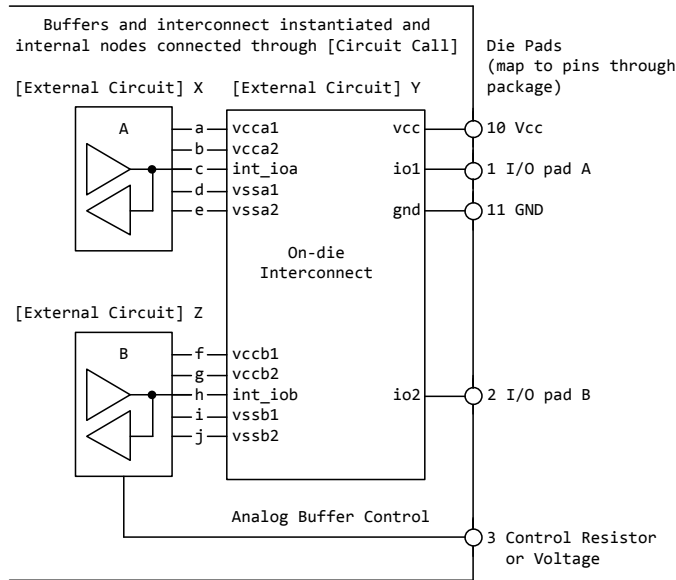 Buffers and interconnect instantiated and
internal nodes connected through [Circuit Call]
Die Pads
(map to pins through
package)
[External Circuit] X
[External Circuit] Y
A
a
b
c
d
e
vcca1
vcca2
int_ioa
vssa1
vssa2
vcc
io1
gnd
10 Vcc
1 I/O pad A
11 GND
On-die
Interconnect
[External Circuit] Z
B
f
g
h
i
j
vccb1
vccb2
int_iob
vssb1
vssb2
io2
2 I/O pad B
Analog Buffer Control
3 Control Resistor
or Voltage